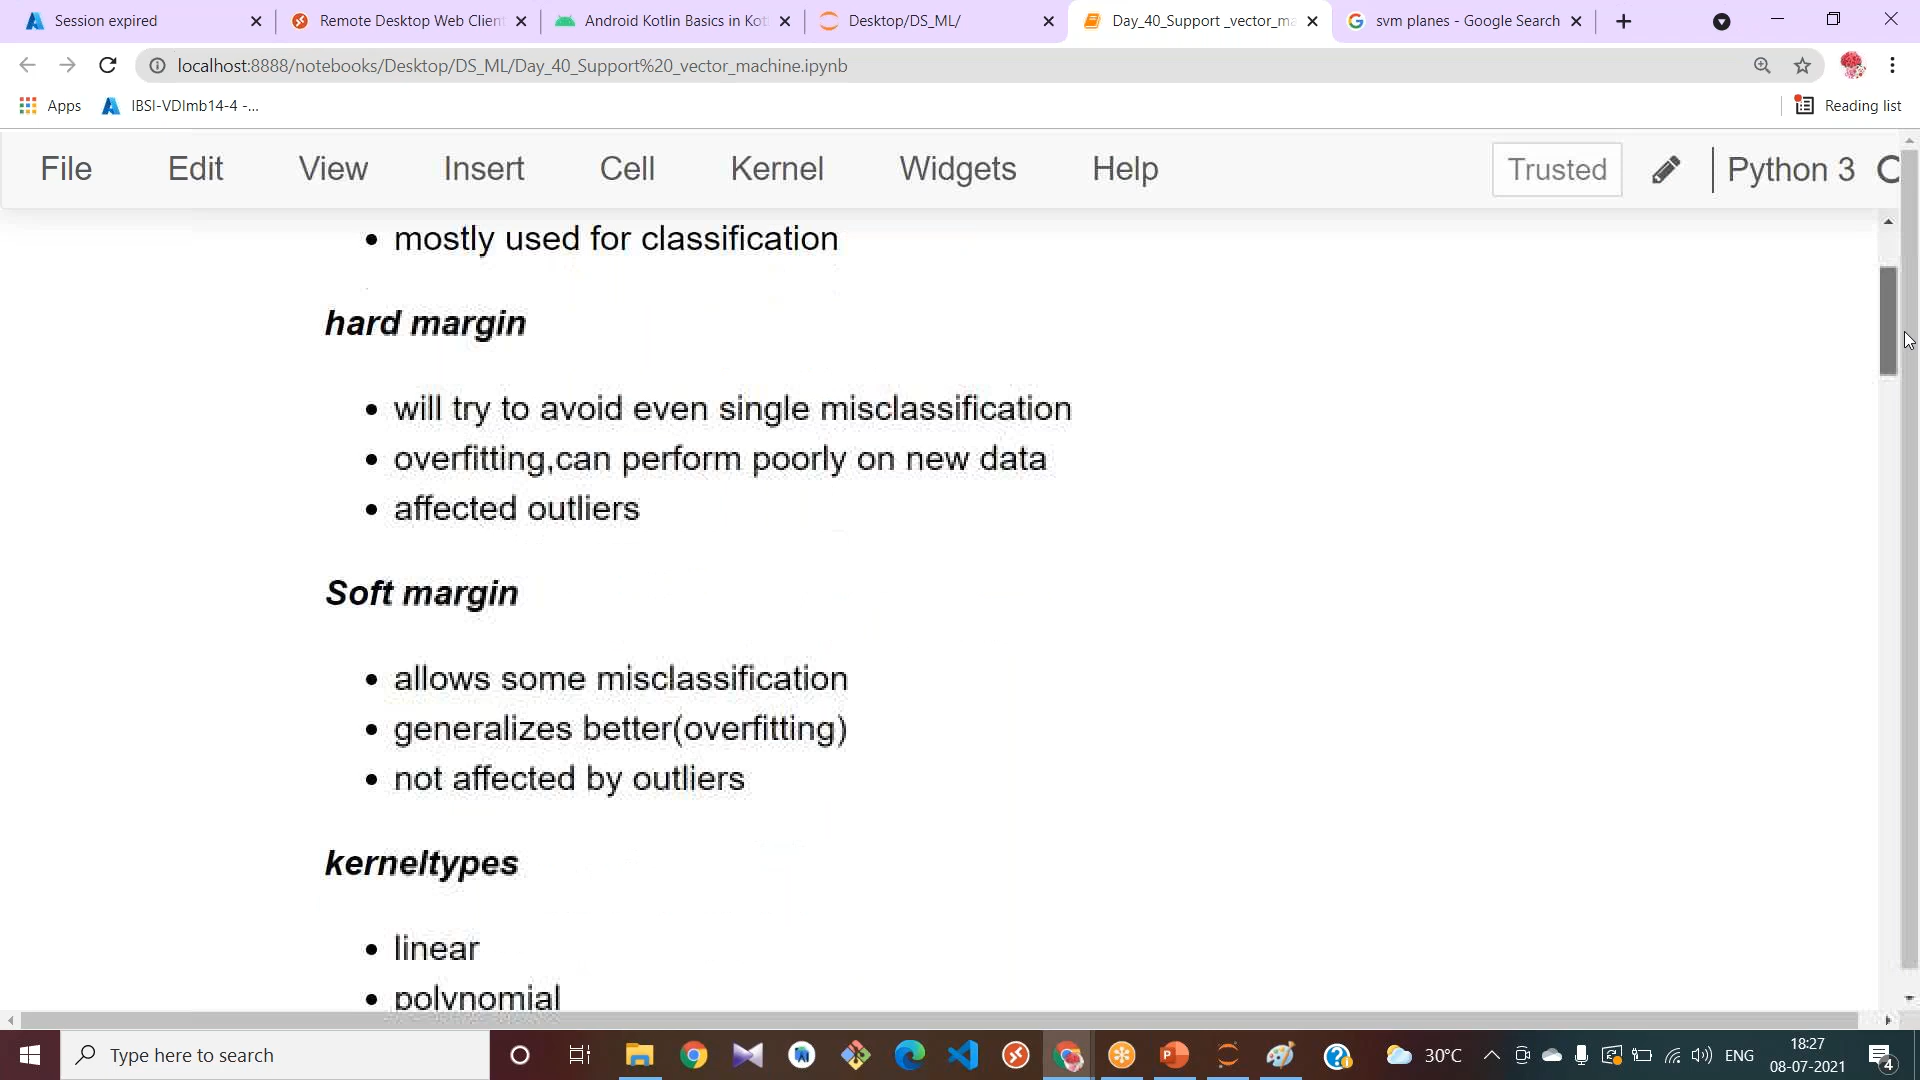 Session expired
Remote Desktop Web Client
Android Kotlin Basics in Kot
Desktop/DS_ML/
Day_40_Support _vector_ma
svm planes - Google Search
localhost:8888/notebooks/Desktop/DS_ML/Day_40_Support%20_vector_machine.ipynb
Apps
IBSI-VDImb14-4 -...
Reading list
File Edit View Insert Cell Kernel Widgets Help
Trusted
Python 3
• mostly used for classification
hard margin
• will try to avoid even single misclassification
• overfitting,can perform poorly on new data
• affected outliers
Soft margin
• allows some misclassification
• generalizes better(overfitting)
• not affected by outliers
kerneltypes
• linear
• polynomial
Type here to search
30°C
ENG
18:27
08-07-2021
4